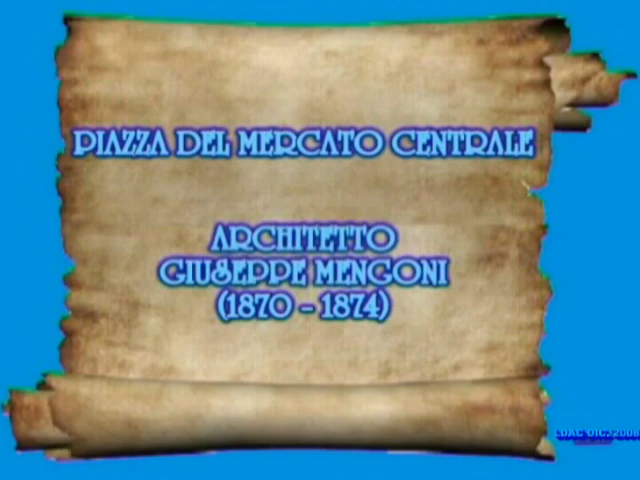 PIAZZA DEL MERCATO CENTRALE
ARCHITETTO
GIUSEPPE MENGONI
(1870 - 1874)